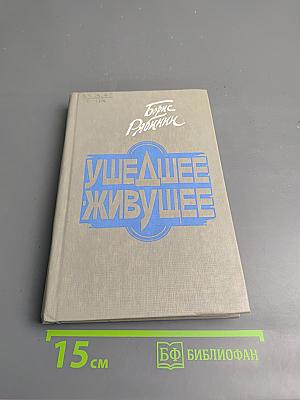 Борис
Рябинин
УШЕДШЕЕ
ЖИВУЩЕЕ
15 см
БФ БИБЛИОФАН